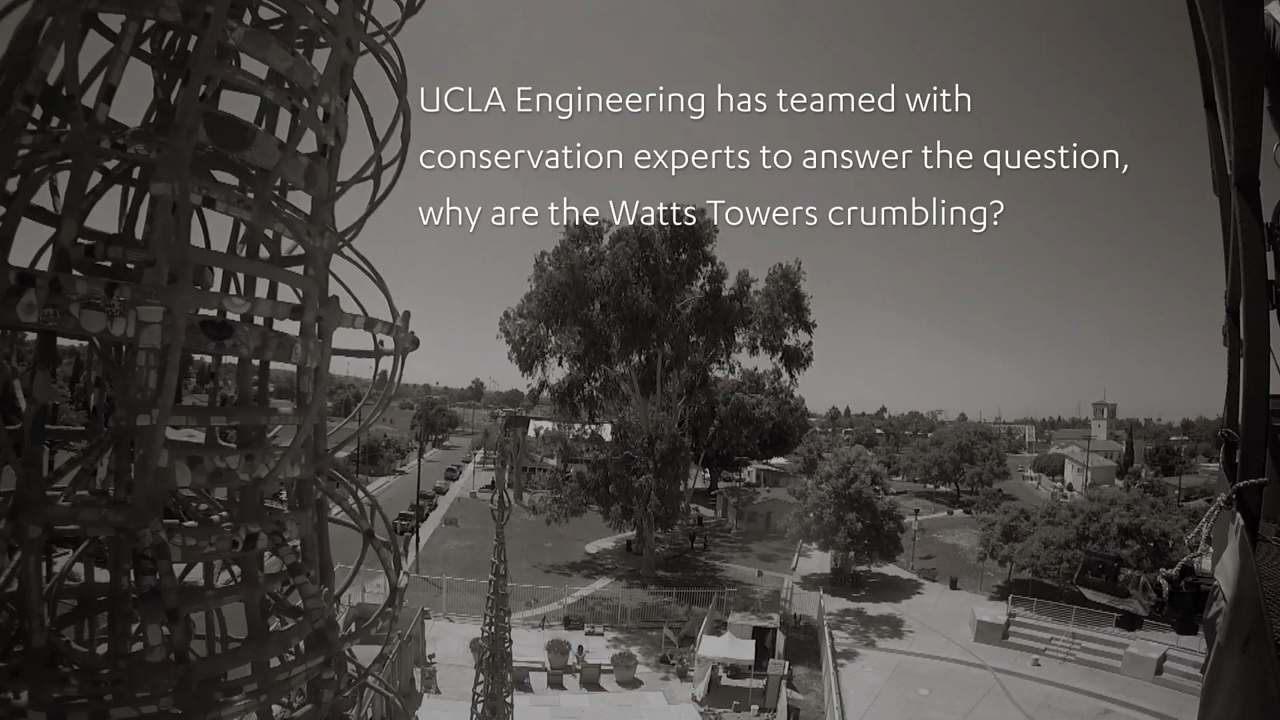 UCLA Engineering has teamed with
conservation experts to answer the question,
why are the Watts Towers crumbling?